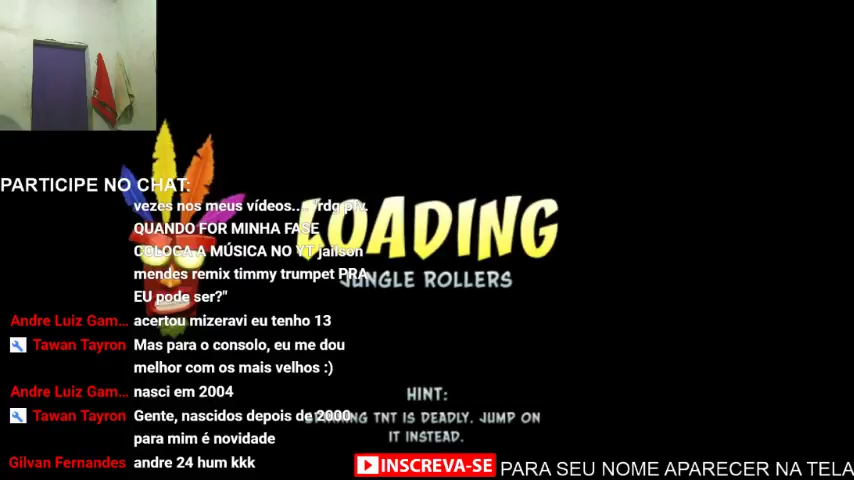 PARTICIPE NO CHAT:
vezes nos meus vídeos... /rdg pfv.
QUANDO FOR MINHA FASE
COLOCA A MÚSICA NO YT jailson
mendes remix timmy trumpet PRA
EU pode ser?"
LOADING
JUNGLE ROLLERS
Andre Luiz Gam... acertou mizeravi eu tenho 13
Tawan Tayron Mas para o consolo, eu me dou
melhor com os mais velhos :)
Andre Luiz Gam... nasci em 2004
Tawan Tayron Gente, nascidos depois de 2000
para mim é novidade
Gilvan Fernandes andre 24 hum kkk
HINT:
TNT IS DEADLY. JUMP ON
IT INSTEAD.
INSCREVA-SE PARA SEU NOME APARECER NA TELA